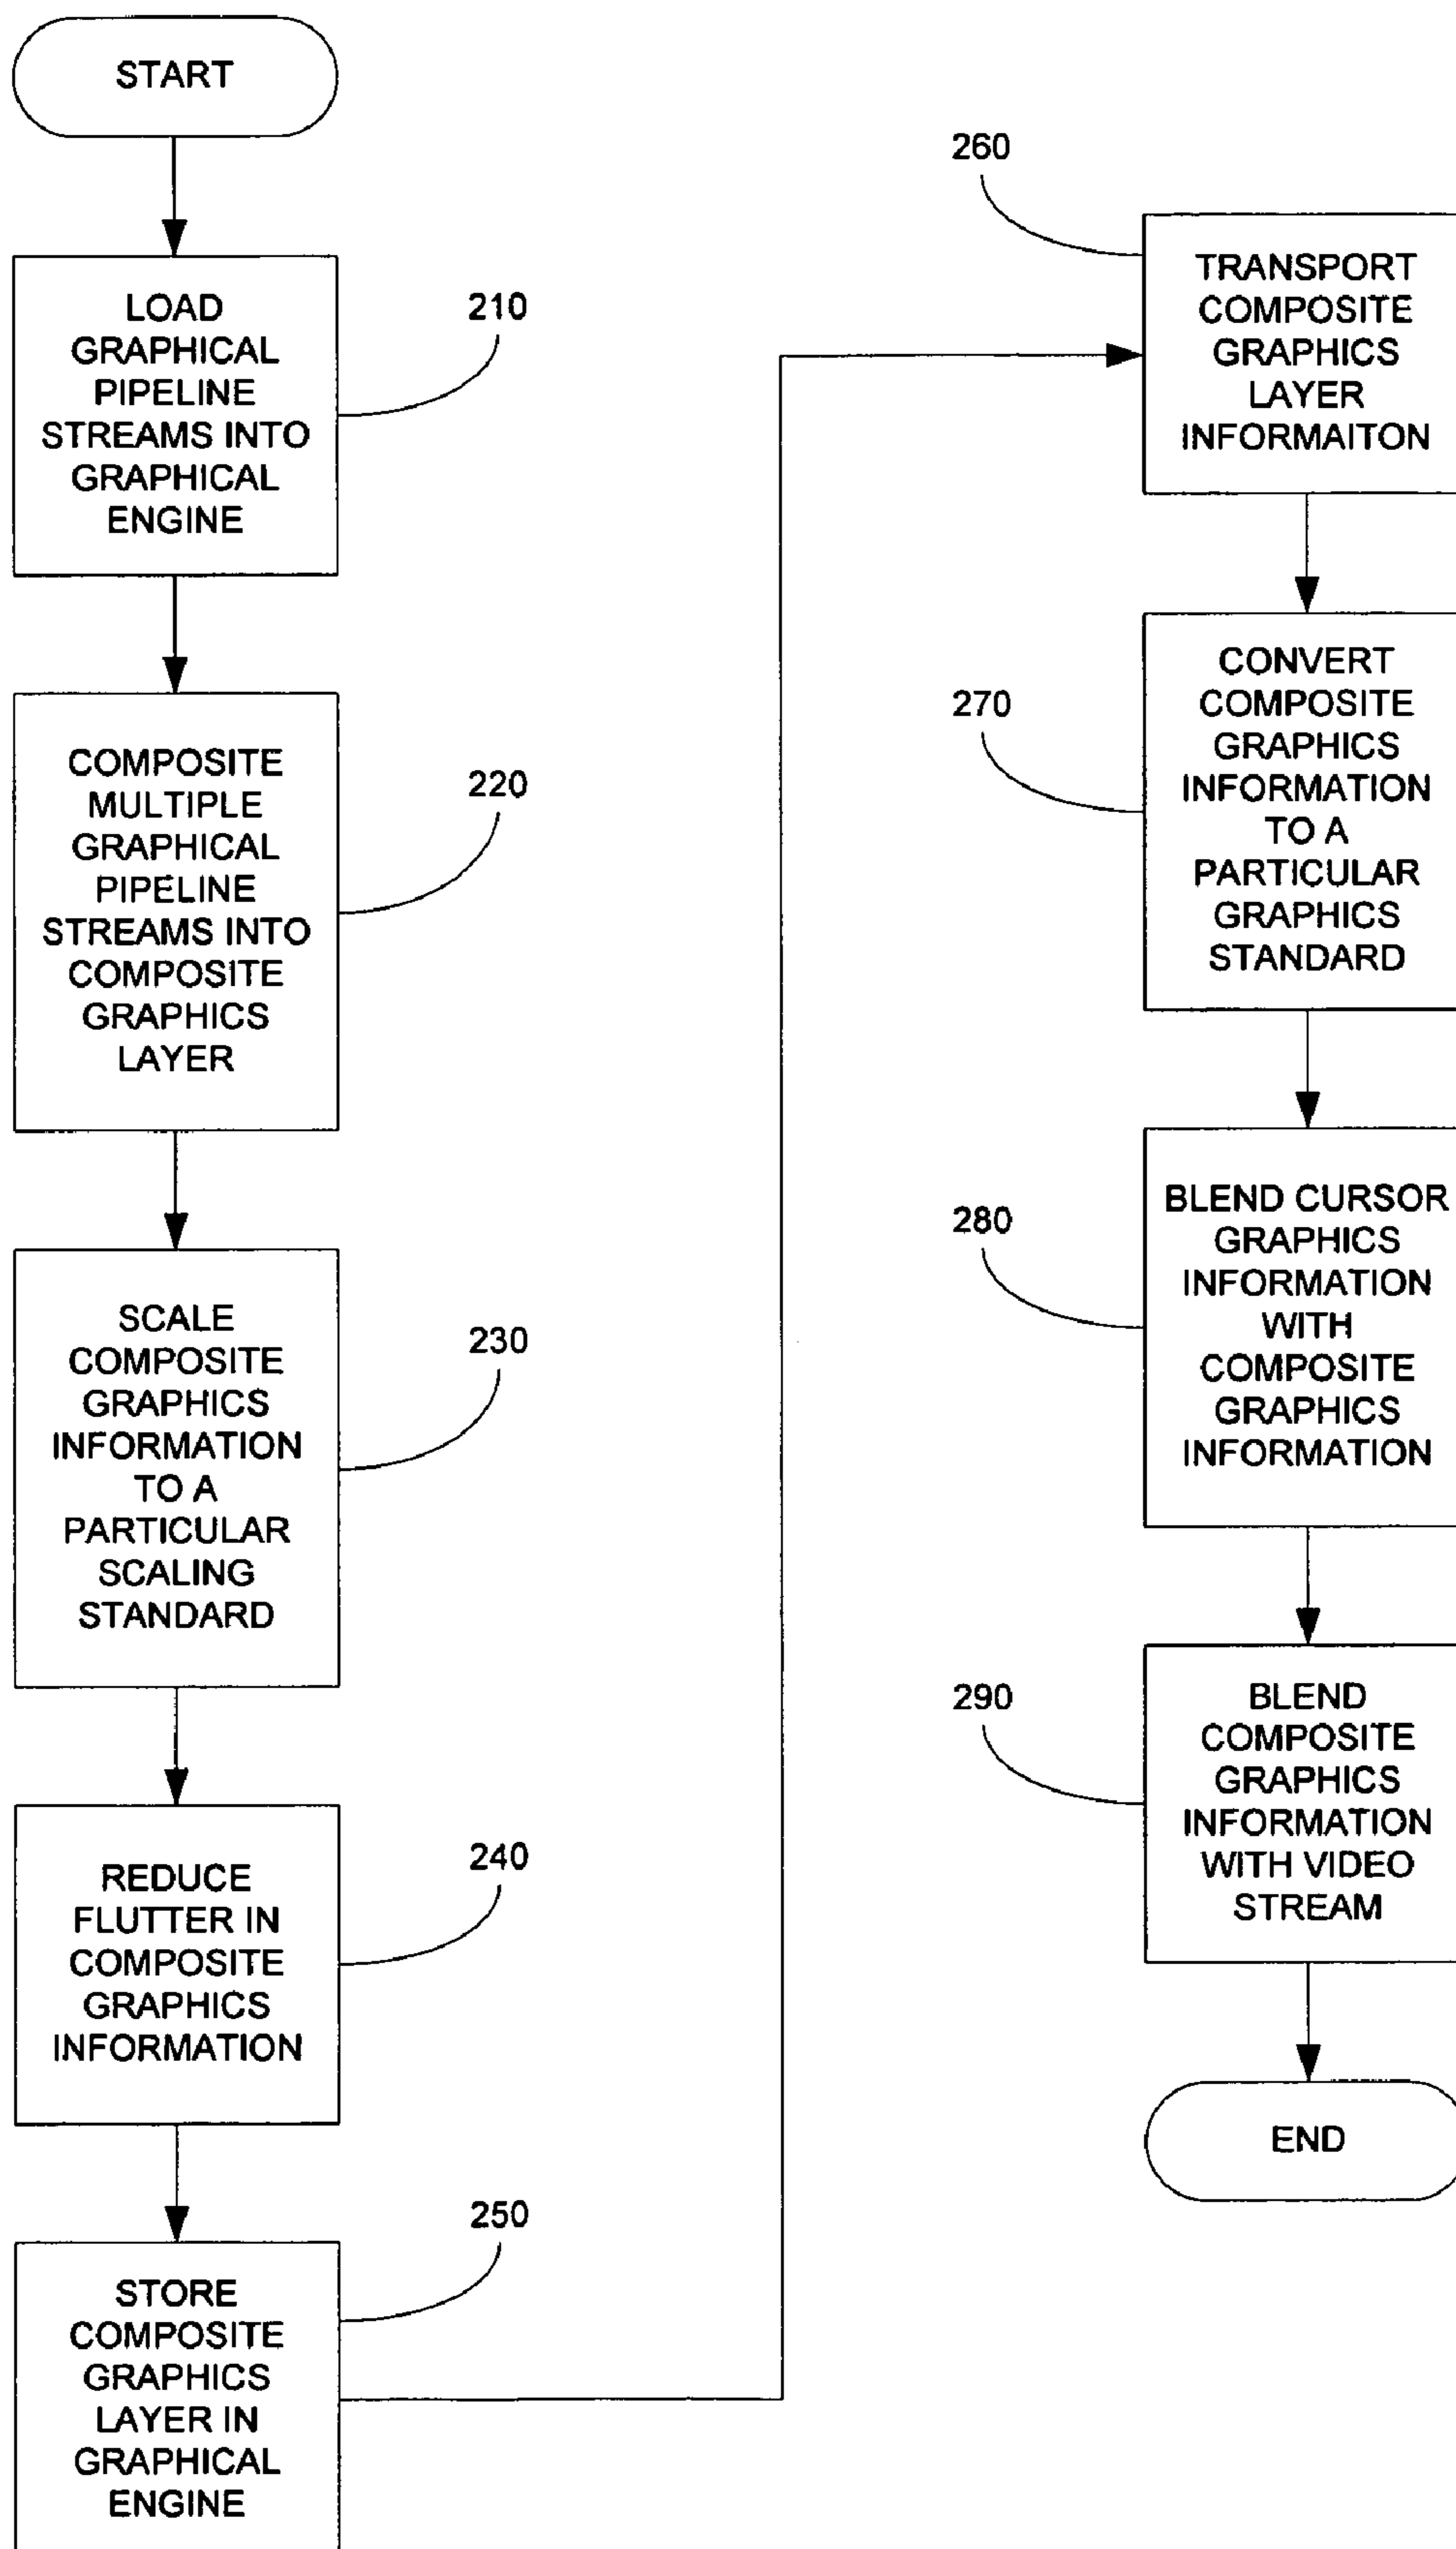 START
LOAD
GRAPHICAL
PIPELINE
STREAMS INTO
GRAPHICAL
ENGINE
210
COMPOSITE
MULTIPLE
GRAPHICAL
PIPELINE
STREAMS INTO
COMPOSITE
GRAPHICS
LAYER
220
SCALE
COMPOSITE
GRAPHICS
INFORMATION
TO A
PARTICULAR
SCALING
STANDARD
230
REDUCE
FLUTTER IN
COMPOSITE
GRAPHICS
INFORMATION
240
STORE
COMPOSITE
GRAPHICS
LAYER IN
GRAPHICAL
ENGINE
250
260
TRANSPORT
COMPOSITE
GRAPHICS
LAYER
INFORMAITON
270
CONVERT
COMPOSITE
GRAPHICS
INFORMATION
TO A
PARTICULAR
GRAPHICS
STANDARD
280
BLEND CURSOR
GRAPHICS
INFORMATION
WITH
COMPOSITE
GRAPHICS
INFORMATION
290
BLEND
COMPOSITE
GRAPHICS
INFORMATION
WITH VIDEO
STREAM
END